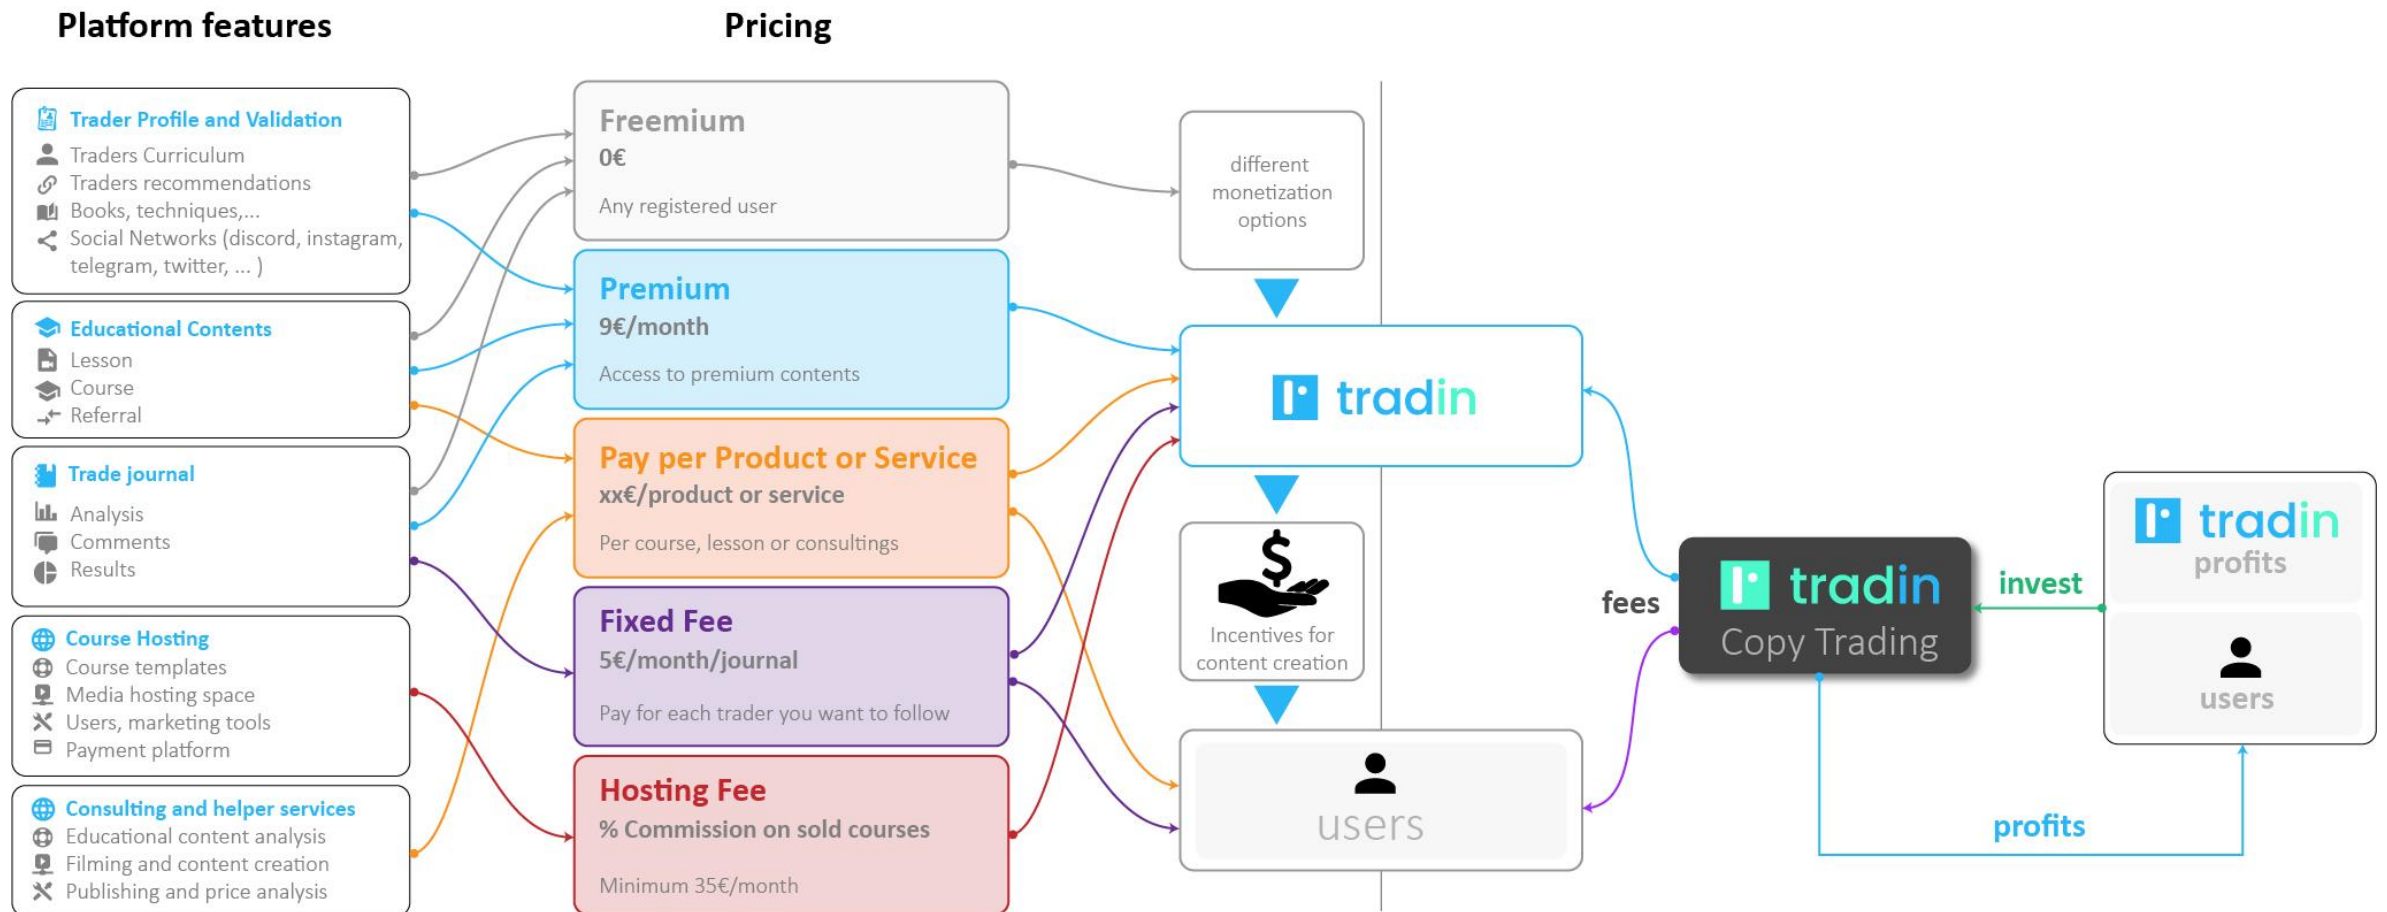 Platform features
Trader Profile and Validation
Traders Curriculum
Traders recommendations
Books, techniques,...
Social Networks (discord, instagram,
telegram, twitter, ... )
Educational Contents
Lesson
Course
Referral
Trade journal
Analysis
Comments
Results
Course Hosting
Course templates
Media hosting space
Users, marketing tools
Payment platform
Consulting and helper services
Educational content analysis
Filming and content creation
Publishing and price analysis
Pricing
Freemium
0€
Any registered user
Premium
9€/month
Access to premium contents
Pay per Product or Service
xx€/product or service
Per course, lesson or consultings
Fixed Fee
5€/month/journal
Pay for each trader you want to follow
Hosting Fee
% Commission on sold courses
Minimum 35€/month
different
monetization
options
tradin
$
Incentives for
content creation
users
fees
tradin
Copy Trading
invest
profits
tradin
profits
users